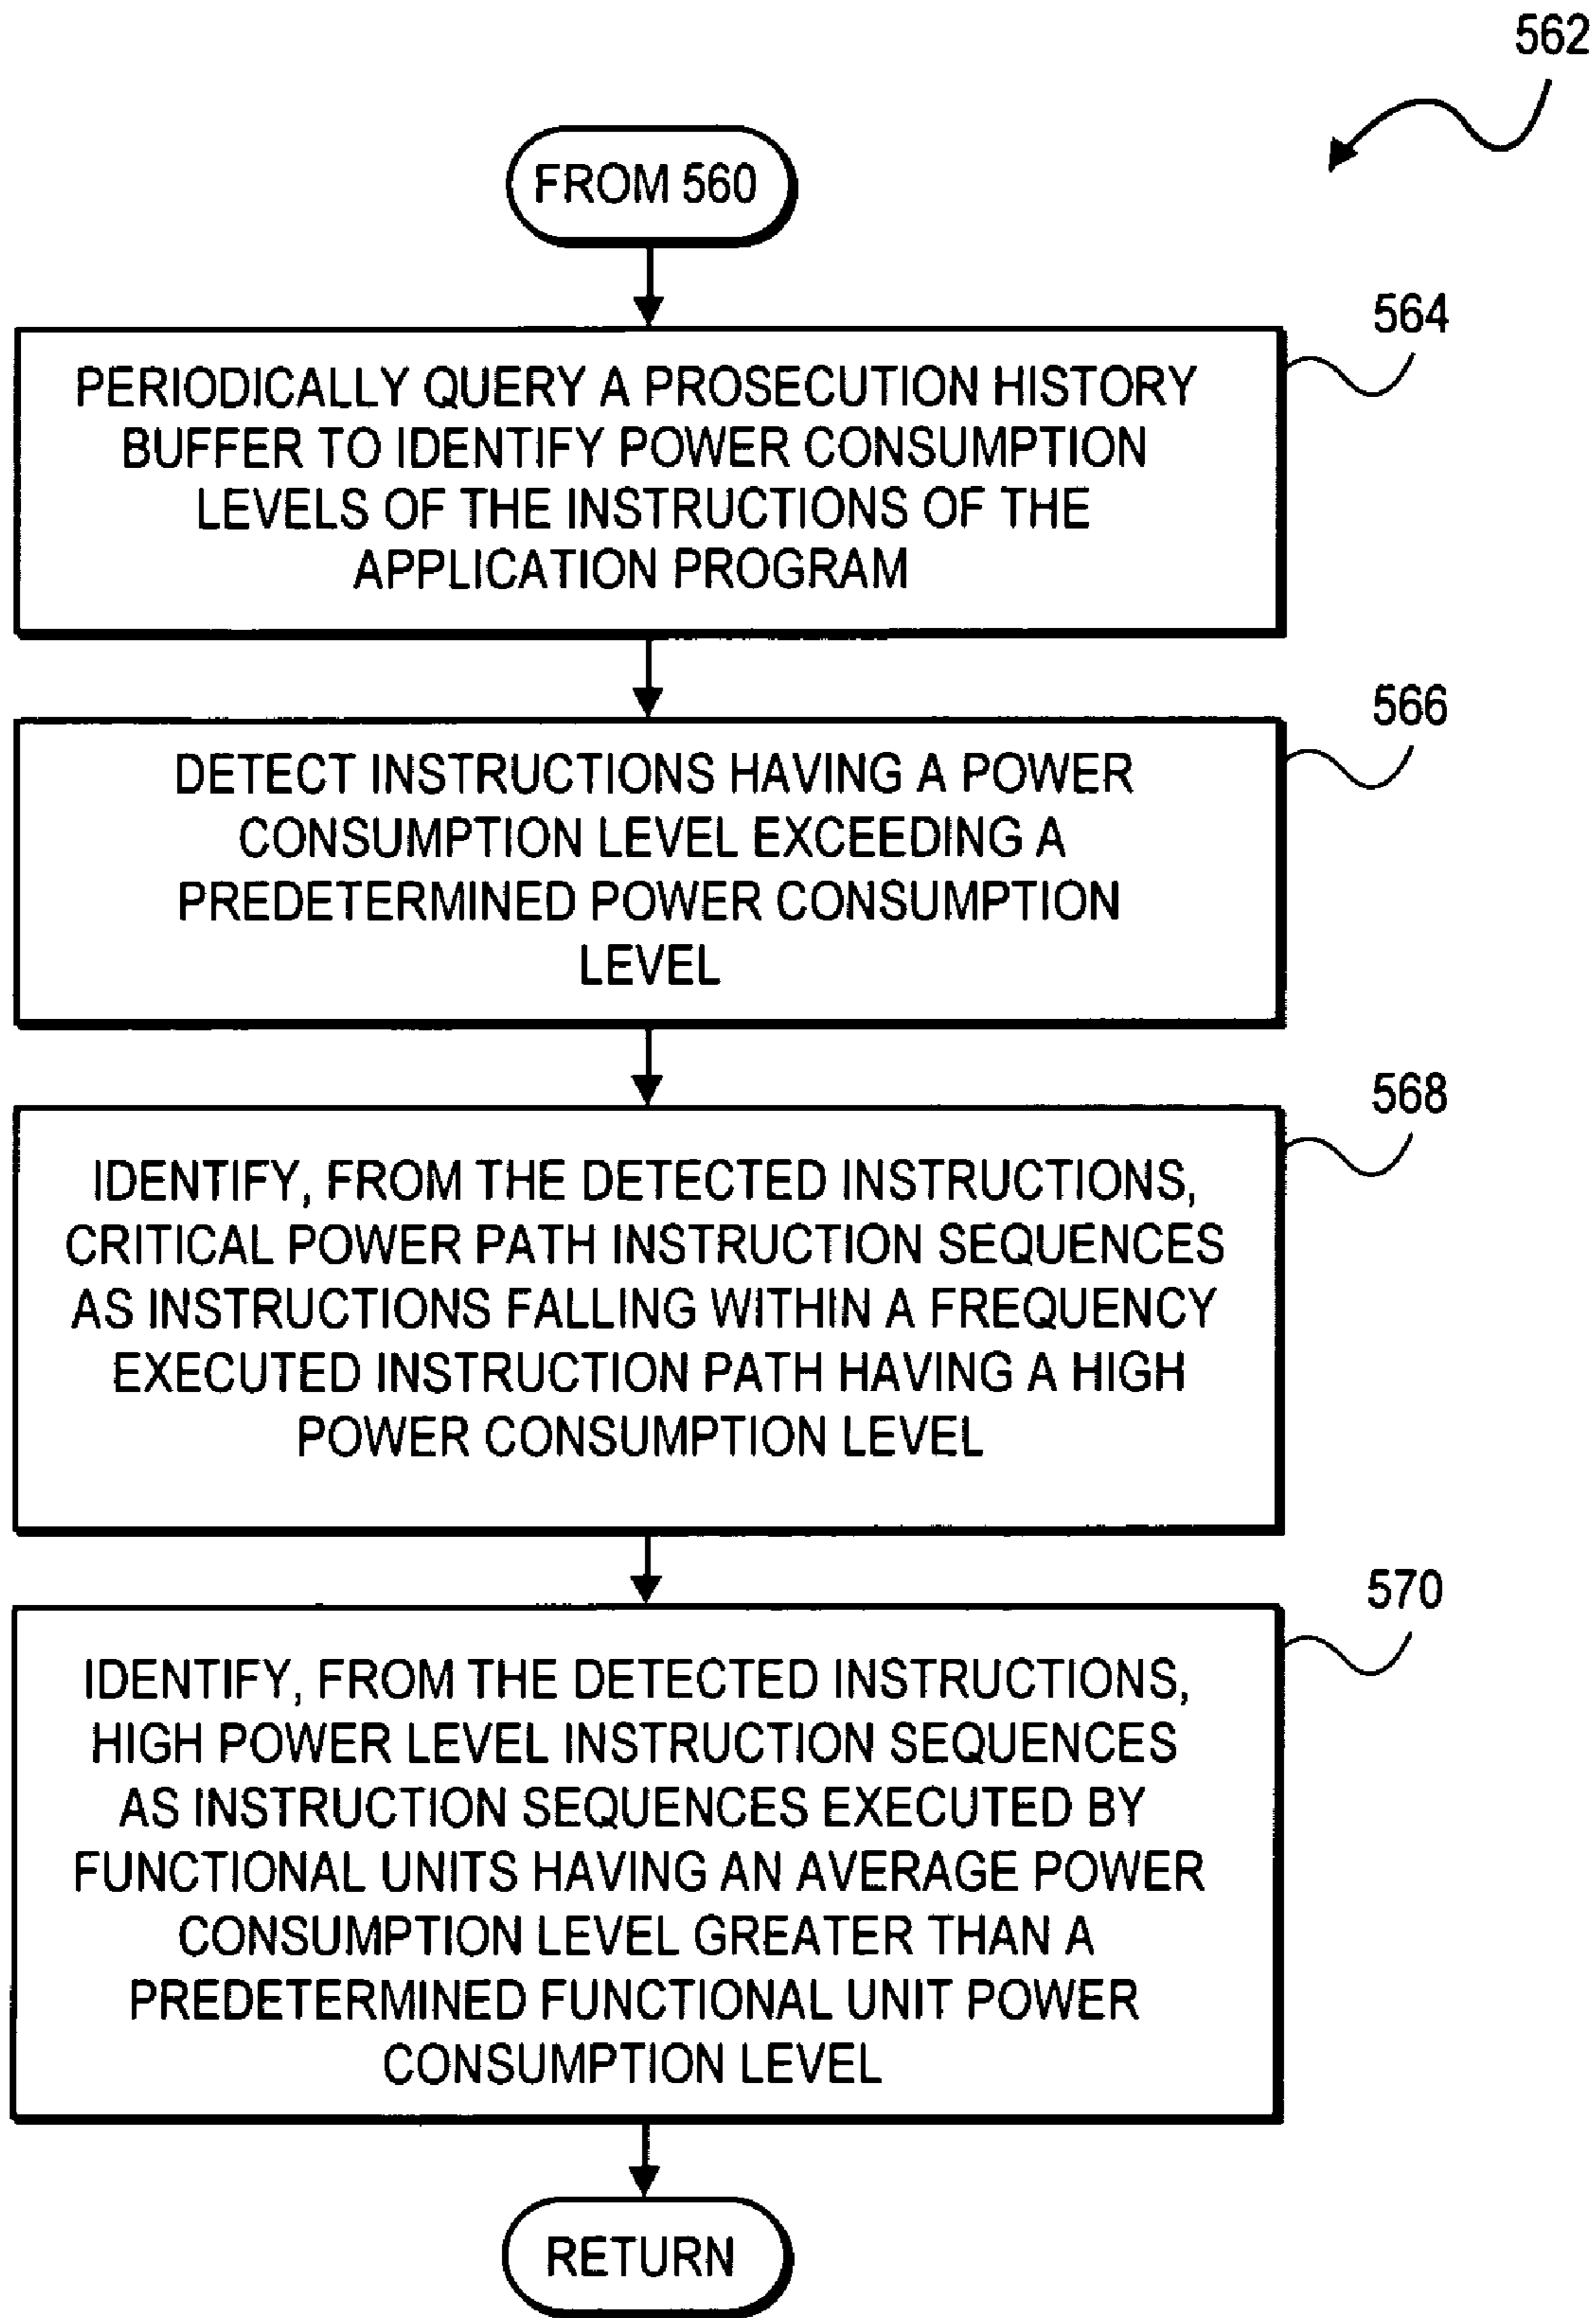 562
FROM 560
564
PERIODICALLY QUERY A PROSECUTION HISTORY
BUFFER TO IDENTIFY POWER CONSUMPTION
LEVELS OF THE INSTRUCTIONS OF THE
APPLICATION PROGRAM
566
DETECT INSTRUCTIONS HAVING A POWER
CONSUMPTION LEVEL EXCEEDING A
PREDETERMINED POWER CONSUMPTION
LEVEL
568
IDENTIFY, FROM THE DETECTED INSTRUCTIONS,
CRITICAL POWER PATH INSTRUCTION SEQUENCES
AS INSTRUCTIONS FALLING WITHIN A FREQUENCY
EXECUTED INSTRUCTION PATH HAVING A HIGH
POWER CONSUMPTION LEVEL
570
IDENTIFY, FROM THE DETECTED INSTRUCTIONS,
HIGH POWER LEVEL INSTRUCTION SEQUENCES
AS INSTRUCTION SEQUENCES EXECUTED BY
FUNCTIONAL UNITS HAVING AN AVERAGE POWER
CONSUMPTION LEVEL GREATER THAN A
PREDETERMINED FUNCTIONAL UNIT POWER
CONSUMPTION LEVEL
RETURN